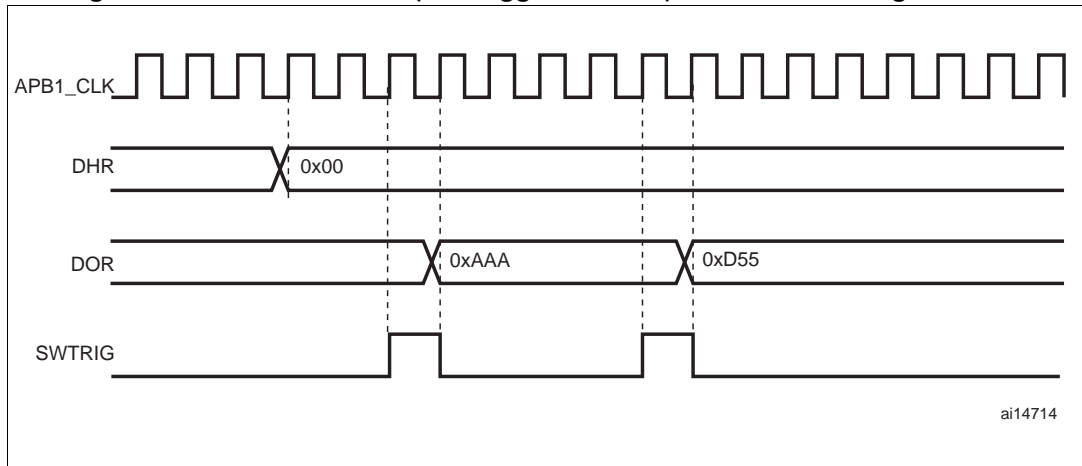 APB1_CLK
DHR
0x00
DOR
0xAAA
0xD55
SWTRIG
ai14714